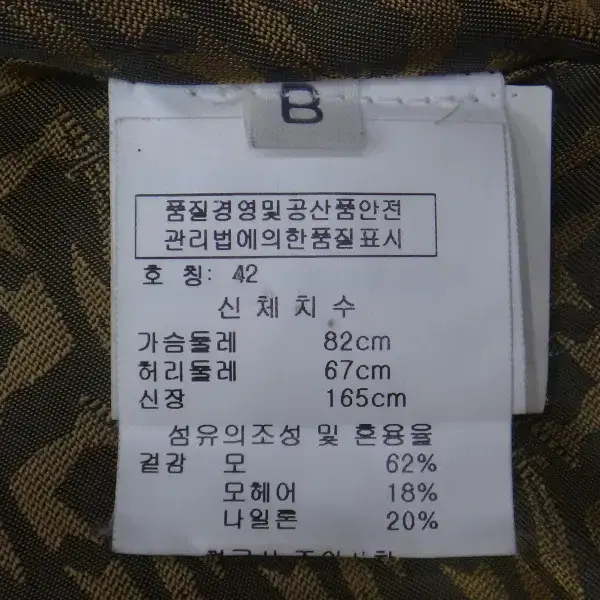 B
품질경영및공산품안전
관리법에의한품질표시
호 칭: 42
신 체 치 수
가슴둘레 82cm
허리둘레 67cm
신장 165cm
섬유의조성 및 혼용율
겉감 모 62%
모헤어 18%
나일론 20%